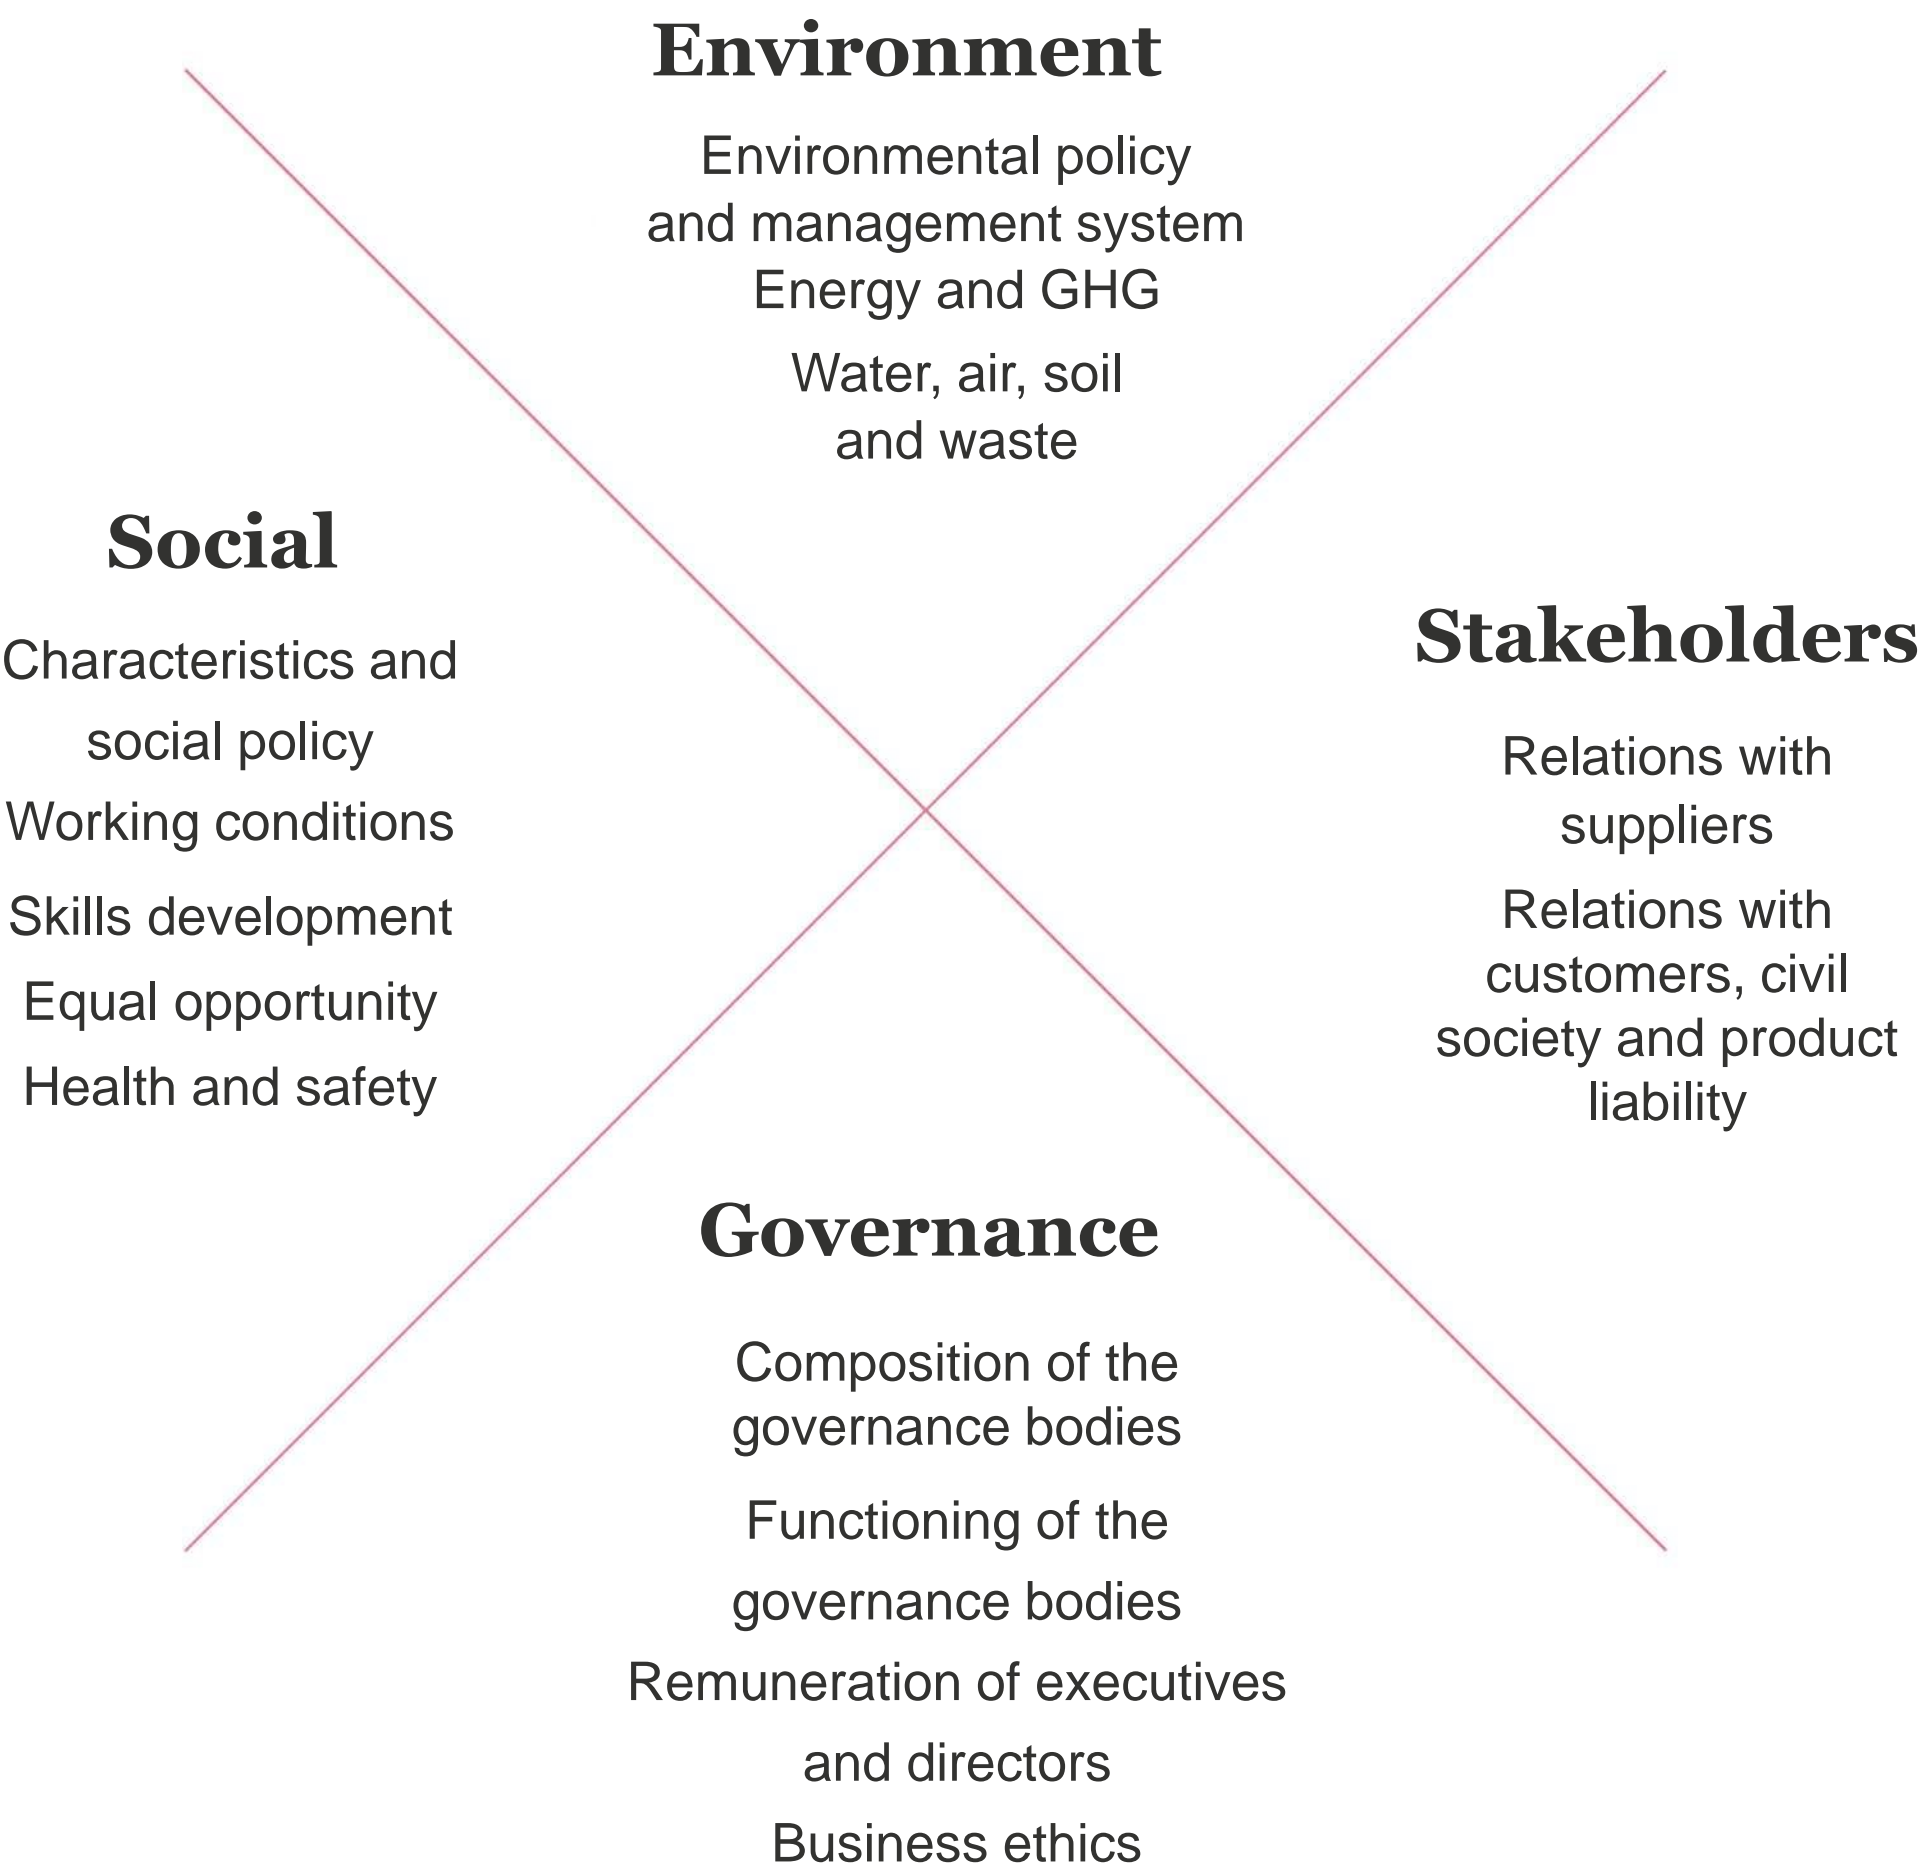 Environment
Environmental policy
and management system
Energy and GHG
Water, air, soil
and waste
Social
Characteristics and
social policy
Working conditions
Skills development
Equal opportunity
Health and safety
Stakeholders
Relations with
suppliers
Relations with
customers, civil
society and product
liability
Governance
Composition of the
governance bodies
Functioning of the
governance bodies
Remuneration of executives
and directors
Business ethics